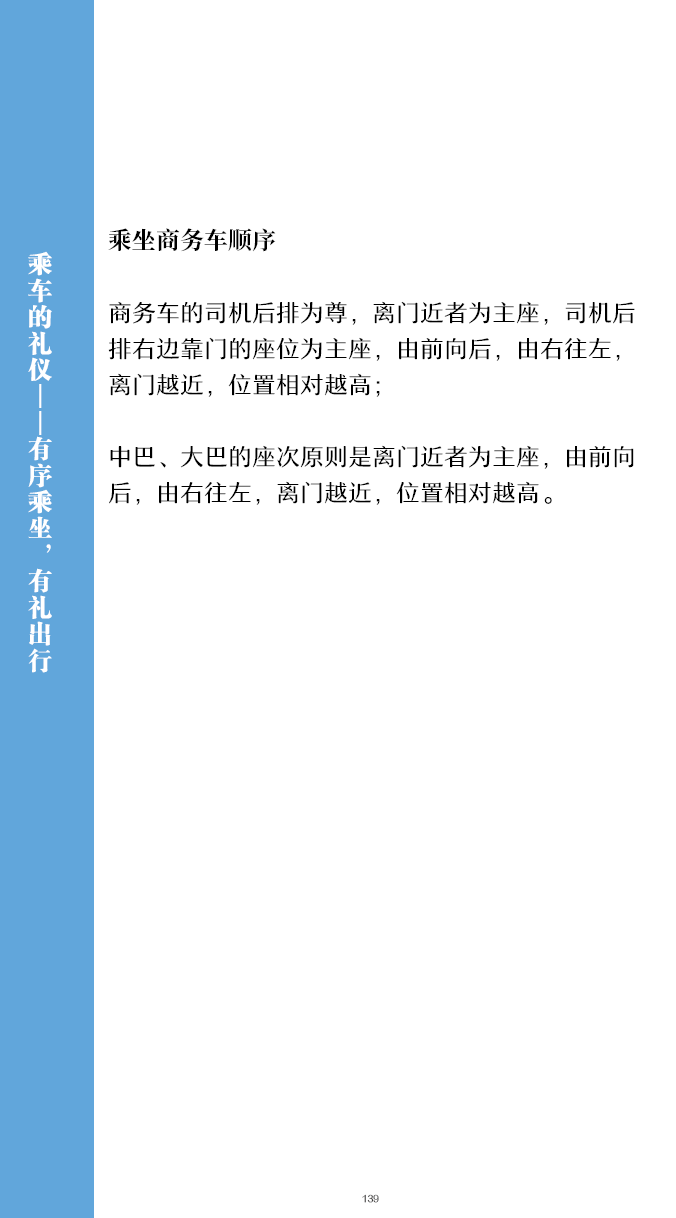 乘车的礼仪——有序乘坐，有礼出行
乘坐商务车顺序
商务车的司机后排为尊，离门近者为主座，司机后
排右边靠门的座位为主座，由前向后，由右往左，
离门越近，位置相对越高；
中巴、大巴的座次原则是离门近者为主座，由前向
后，由右往左，离门越近，位置相对越高。
139